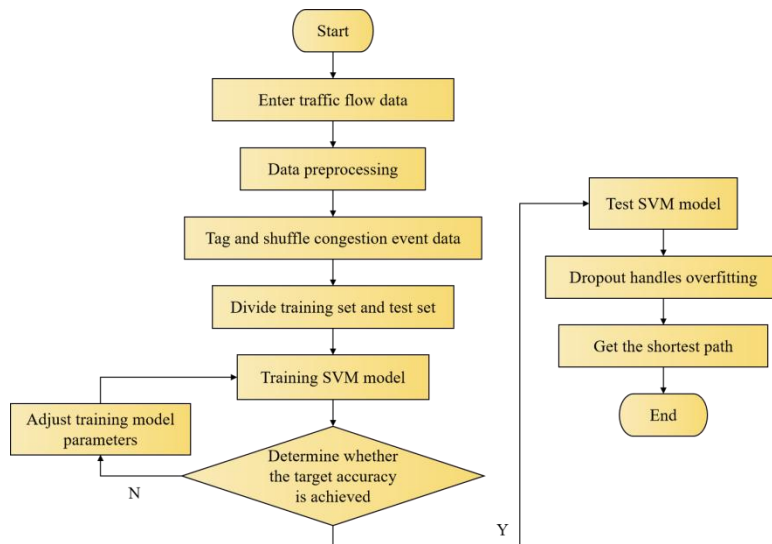 Start
Enter traffic flow data
Data preprocessing
Tag and shuffle congestion event data
Divide training set and test set
Training SVM model
Adjust training model
parameters
Determine whether
the target accuracy
is achieved
N
Y
Test SVM model
Dropout handles overfitting
Get the shortest path
End